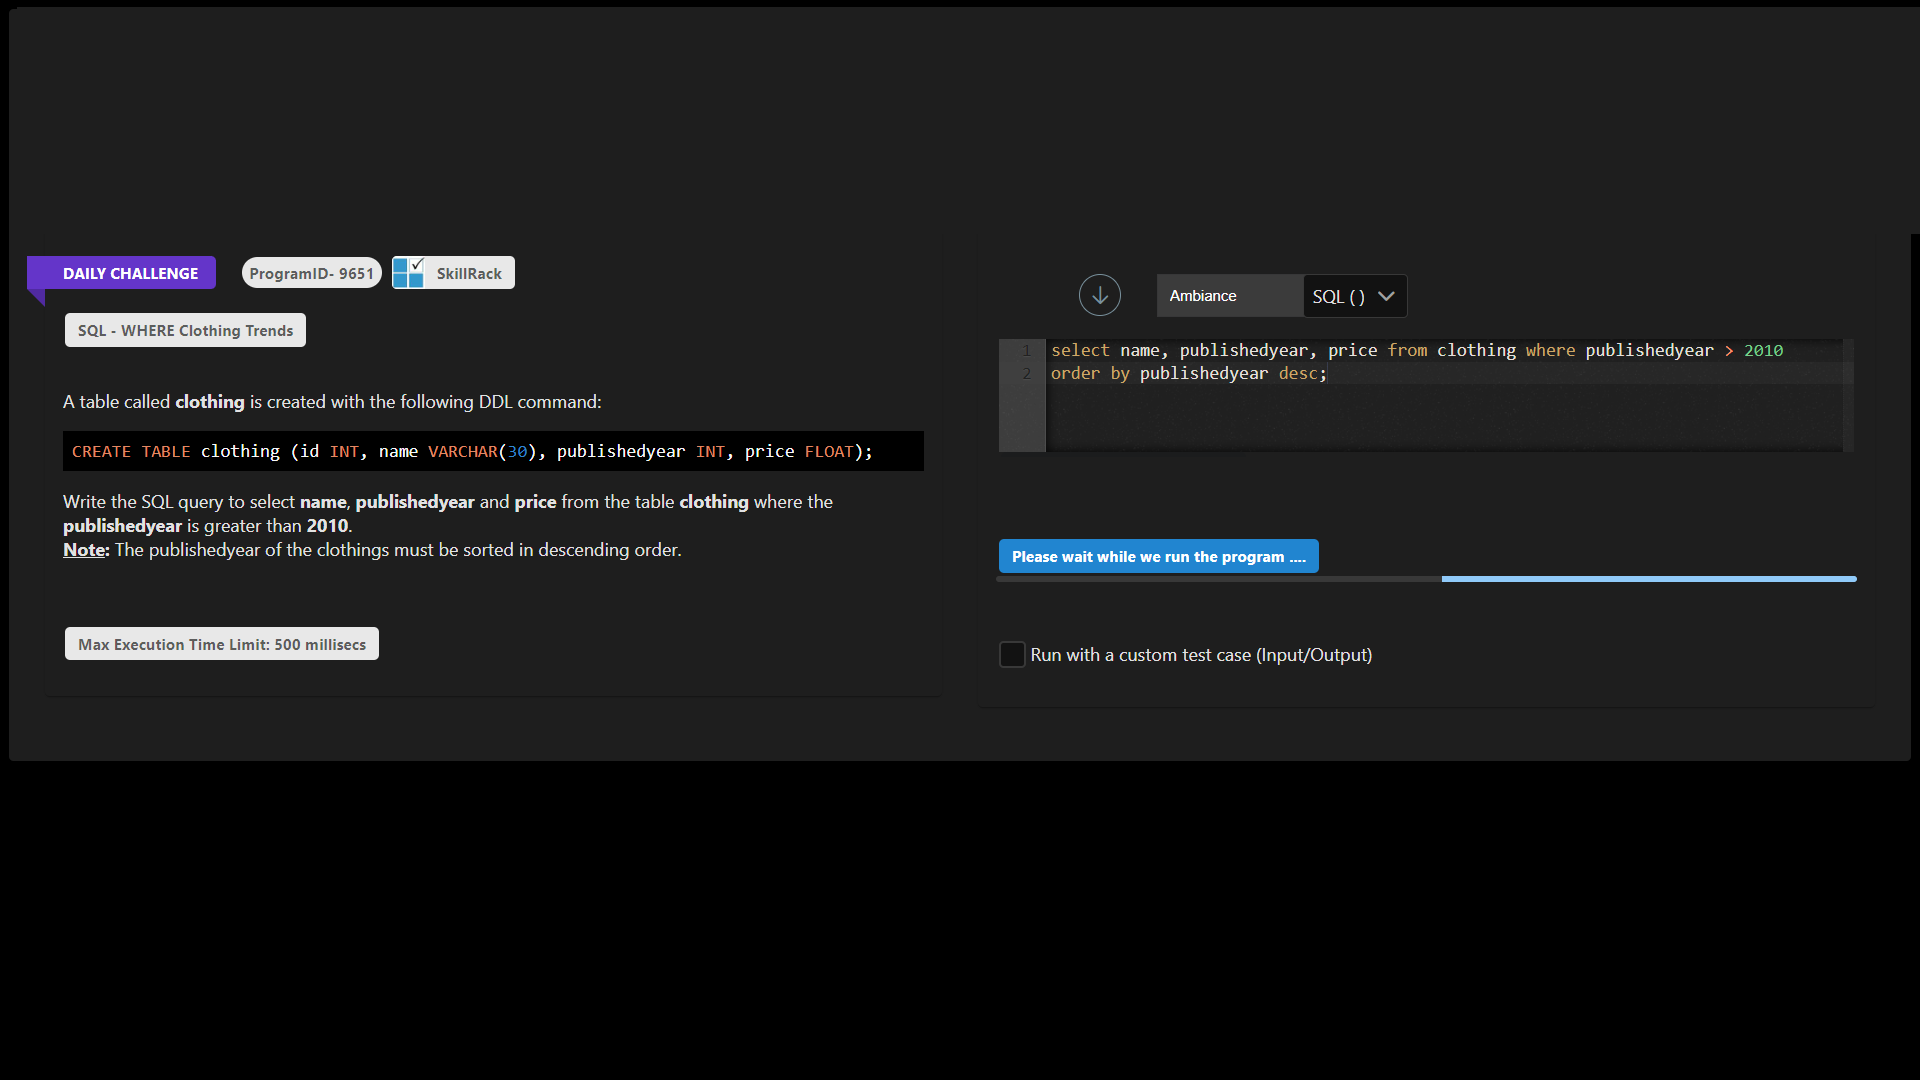 DAILY CHALLENGE
ProgramID- 9651
SkillRack
SQL - WHERE Clothing Trends
A table called clothing is created with the following DDL command:
CREATE TABLE clothing (id INT, name VARCHAR(30), publishedyear INT, price FLOAT);
Write the SQL query to select name, publishedyear and price from the table clothing where the
publishedyear is greater than 2010.
Note: The publishedyear of the clothings must be sorted in descending order.
Max Execution Time Limit: 500 millisecs
Ambiance
SQL ( )
1 select name, publishedyear, price from clothing where publishedyear > 2010
2 order by publishedyear desc;
Please wait while we run the program ....
Run with a custom test case (Input/Output)